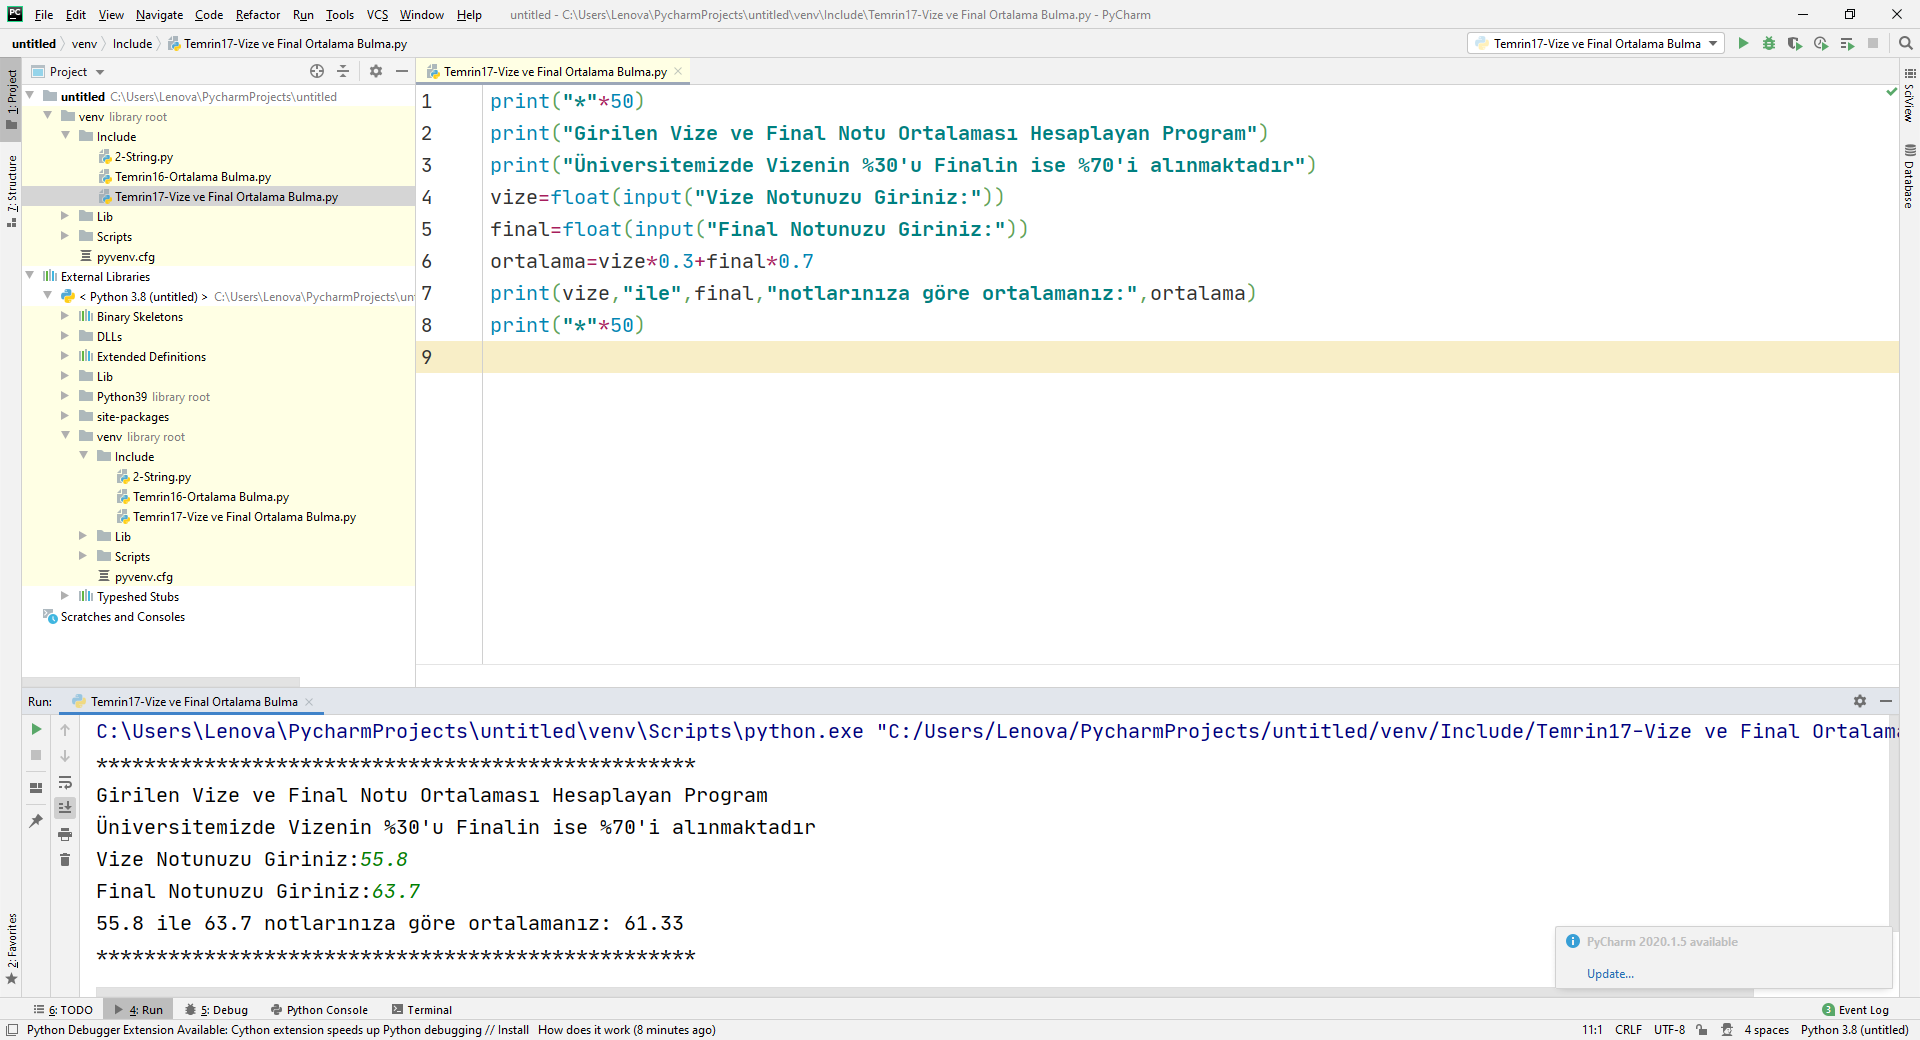 File Edit View Navigate Code Refactor Run Tools VCS Window Help untitled - C:\Users\Lenova\PycharmProjects\untitled\venv\Include\Temrin17-Vize ve Final Ortalama Bulma.py - PyCharm
untitled venv Include Temrin17-Vize ve Final Ortalama Bulma.py
Temrin17-Vize ve Final Ortalama Bulma
1: Project
7: Structure
2: Favorites
Project
untitled C:\Users\Lenova\PycharmProjects\untitled
venv library root
Include
2-String.py
Temrin16-Ortalama Bulma.py
Temrin17-Vize ve Final Ortalama Bulma.py
Lib
Scripts
pyvenv.cfg
External Libraries
< Python 3.8 (untitled) > C:\Users\Lenova\PycharmProjects\un
Binary Skeletons
DLLs
Extended Definitions
Lib
Python39 library root
site-packages
venv library root
Include
2-String.py
Temrin16-Ortalama Bulma.py
Temrin17-Vize ve Final Ortalama Bulma.py
Lib
Scripts
pyvenv.cfg
Typeshed Stubs
Scratches and Consoles
Temrin17-Vize ve Final Ortalama Bulma.py
1 print("*"*50)
2 print("Girilen Vize ve Final Notu Ortalaması Hesaplayan Program")
3 print("Üniversitemizde Vizenin %30'u Finalin ise %70'i alınmaktadır")
4 vize=float(input("Vize Notunuzu Giriniz:"))
5 final=float(input("Final Notunuzu Giriniz:"))
6 ortalama=vize*0.3+final*0.7
7 print(vize,"ile",final,"notlarınıza göre ortalamanız:",ortalama)
8 print("*"*50)
9
SciView
Database
Run: Temrin17-Vize ve Final Ortalama Bulma
C:\Users\Lenova\PycharmProjects\untitled\venv\Scripts\python.exe "C:/Users/Lenova/PycharmProjects/untitled/venv/Include/Temrin17-Vize ve Final Ortalama
**************************************************
Girilen Vize ve Final Notu Ortalaması Hesaplayan Program
Üniversitemizde Vizenin %30'u Finalin ise %70'i alınmaktadır
Vize Notunuzu Giriniz:55.8
Final Notunuzu Giriniz:63.7
55.8 ile 63.7 notlarınıza göre ortalamanız: 61.33
**************************************************
PyCharm 2020.1.5 available
Update...
6: TODO 4: Run 5: Debug Python Console Terminal 3 Event Log
Python Debugger Extension Available: Cython extension speeds up Python debugging // Install How does it work (8 minutes ago) 11:1 CRLF UTF-8 4 spaces Python 3.8 (untitled)